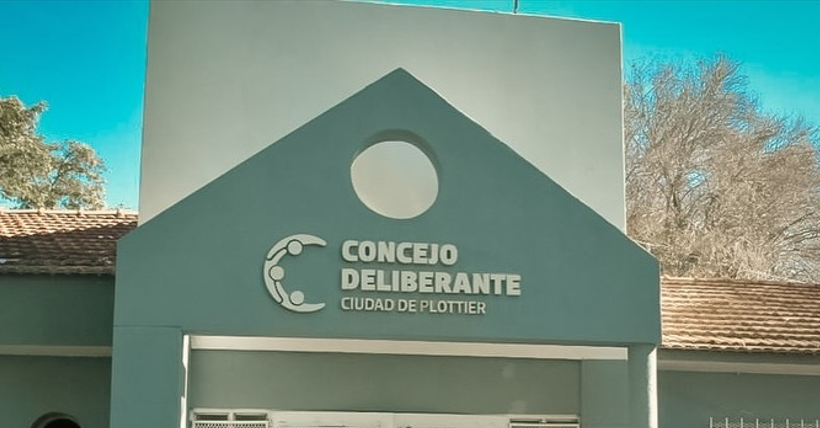 CONCEJO
DELIBERANTE
CIUDAD DE PLOTTIER